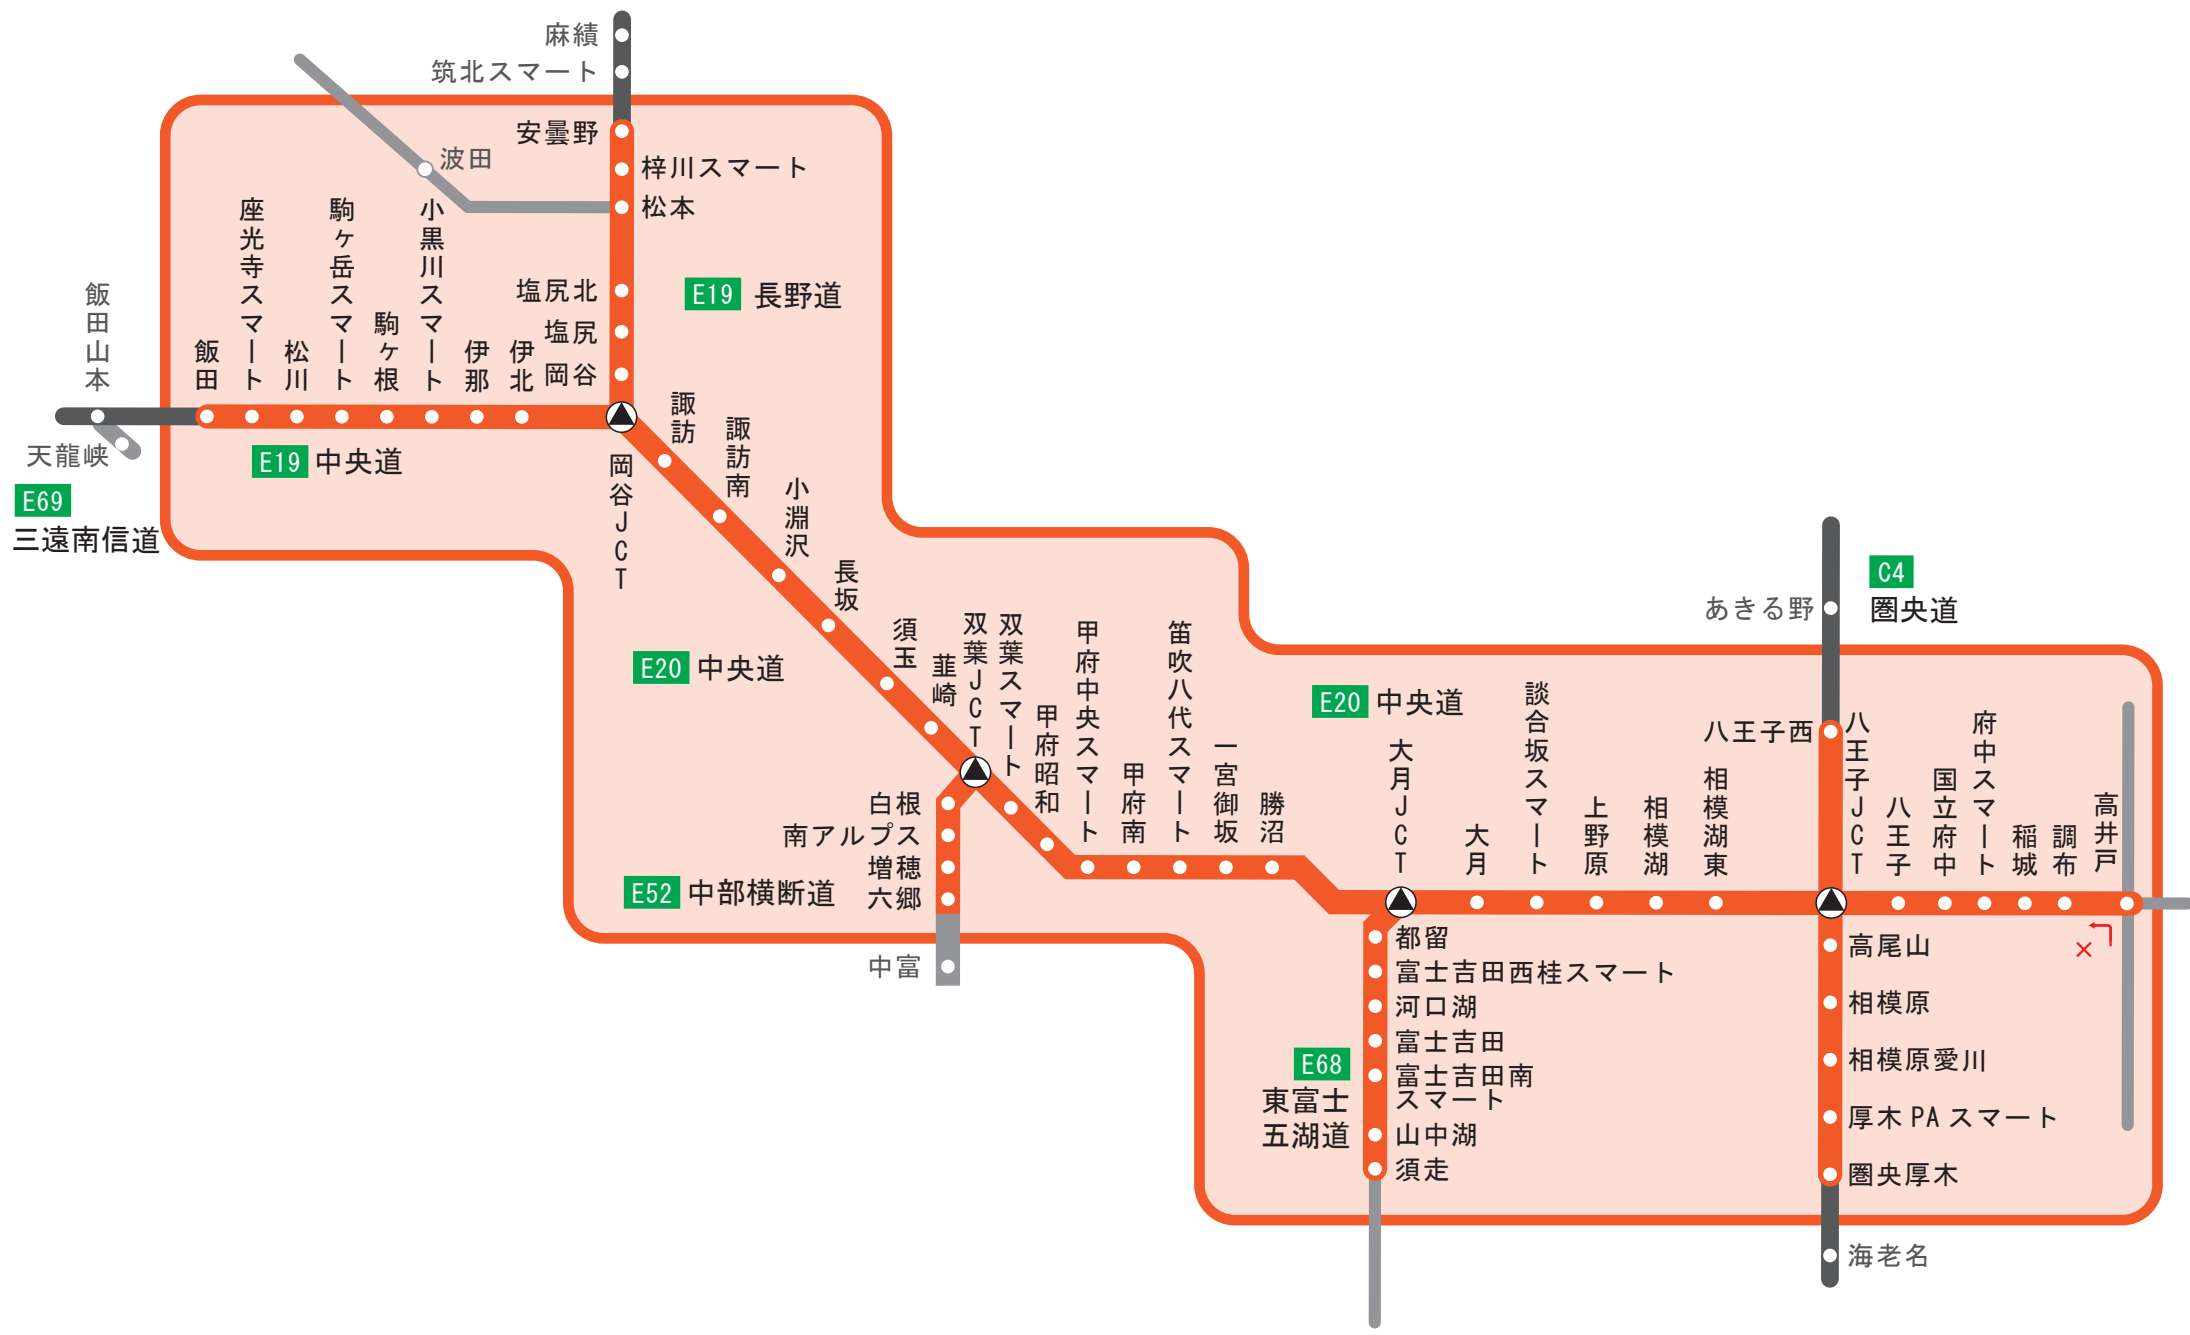 麻績
筑北スマート
安曇野
梓川スマート
松本
波田
塩尻北
塩尻
岡谷
E19 長野道
飯田山本
天龍峡
E69
三遠南信道
飯田
座光寺スマート
松川
駒ヶ岳スマート
駒ヶ根
小黒川スマート
伊那
伊北
E19 中央道
岡谷JCT
諏訪
諏訪南
小淵沢
長坂
須玉
韮崎
双葉JCT
双葉スマート
甲府昭和
甲府中央スマート
甲府南
笛吹八代スマート
一宮御坂
勝沼
E20 中央道
白根
南アルプス
増穂
六郷
E52 中部横断道
中富
E20 中央道
大月JCT
大月
談合坂スマート
上野原
相模湖
相模湖東
C4
圏央道
あきる野
八王子西
八王子JCT
八王子
国立府中
府中スマート
稲城
調布
高井戸
都留
富士吉田西桂スマート
河口湖
富士吉田
富士吉田南
スマート
山中湖
須走
E68
東富士
五湖道
高尾山
相模原
相模原愛川
厚木PAスマート
圏央厚木
海老名